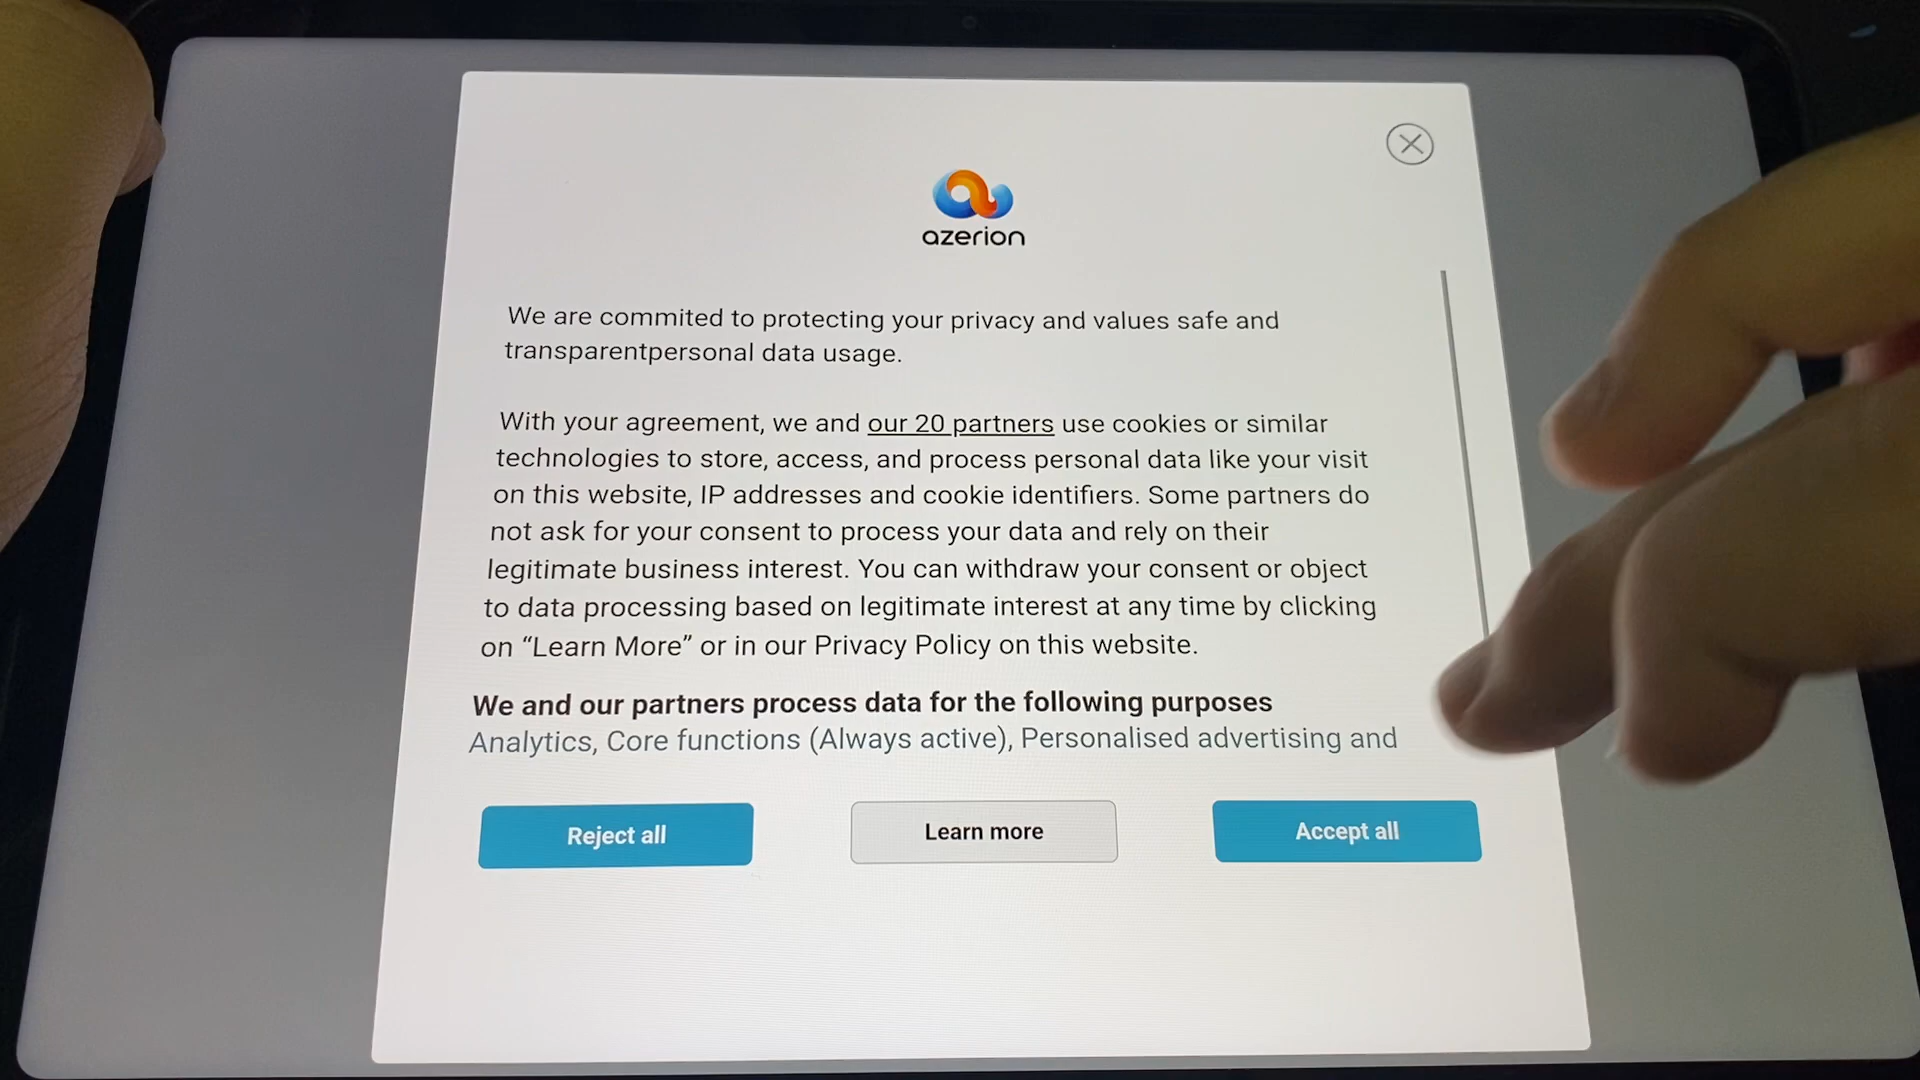 azerion
We are commited to protecting your privacy and values safe and
transparentpersonal data usage.
With your agreement, we and our 20 partners use cookies or similar
technologies to store, access, and process personal data like your visit
on this website, IP addresses and cookie identifiers. Some partners do
not ask for your consent to process your data and rely on their
legitimate business interest. You can withdraw your consent or object
to data processing based on legitimate interest at any time by clicking
on “Learn More” or in our Privacy Policy on this website.
We and our partners process data for the following purposes
Analytics, Core functions (Always active), Personalised advertising and
Reject all
Learn more
Accept all